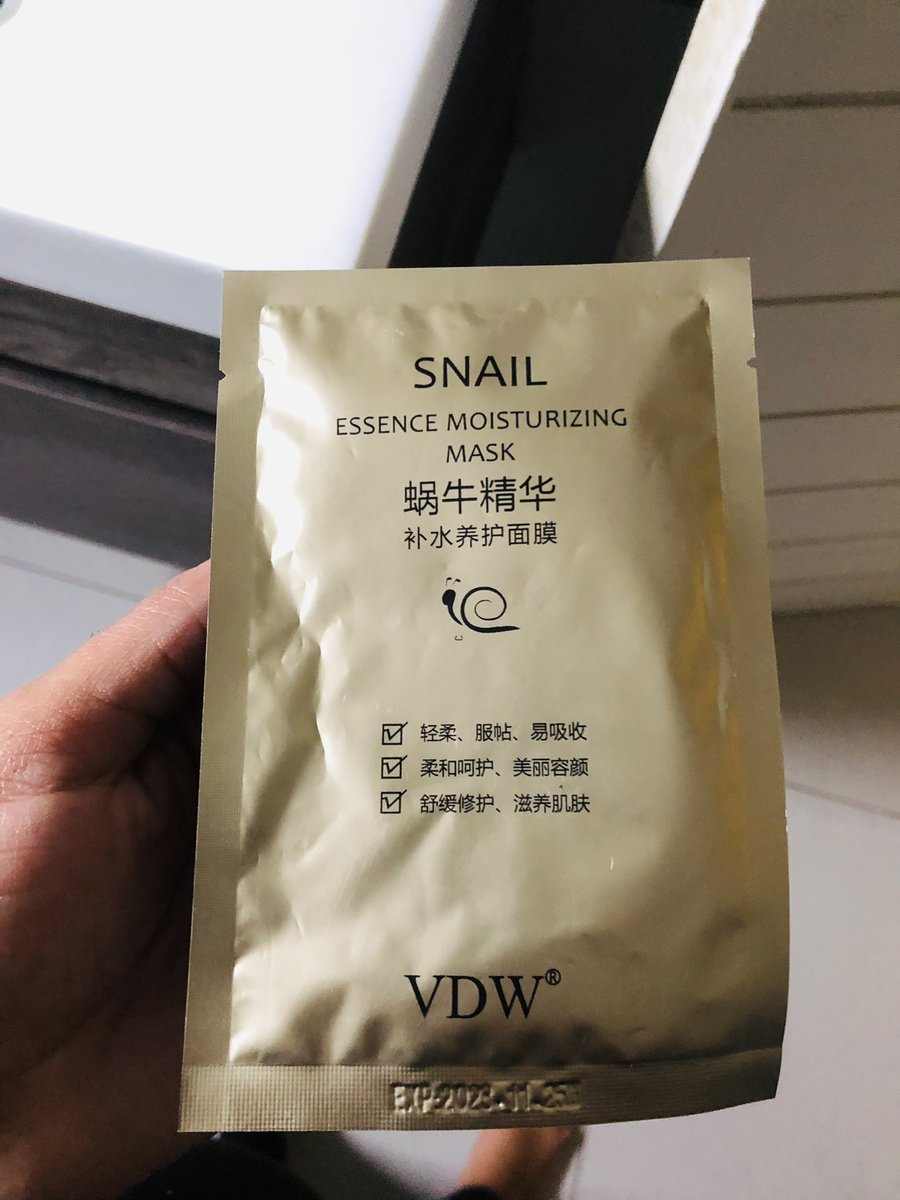 SNAIL
ESSENCE MOISTURIZING
MASK
蜗牛精华
补水养护面膜
轻柔、服帖、易吸收
柔和呵护、美丽容颜
舒缓修护、滋养肌肤
VDW®
EXP:2023.11.25